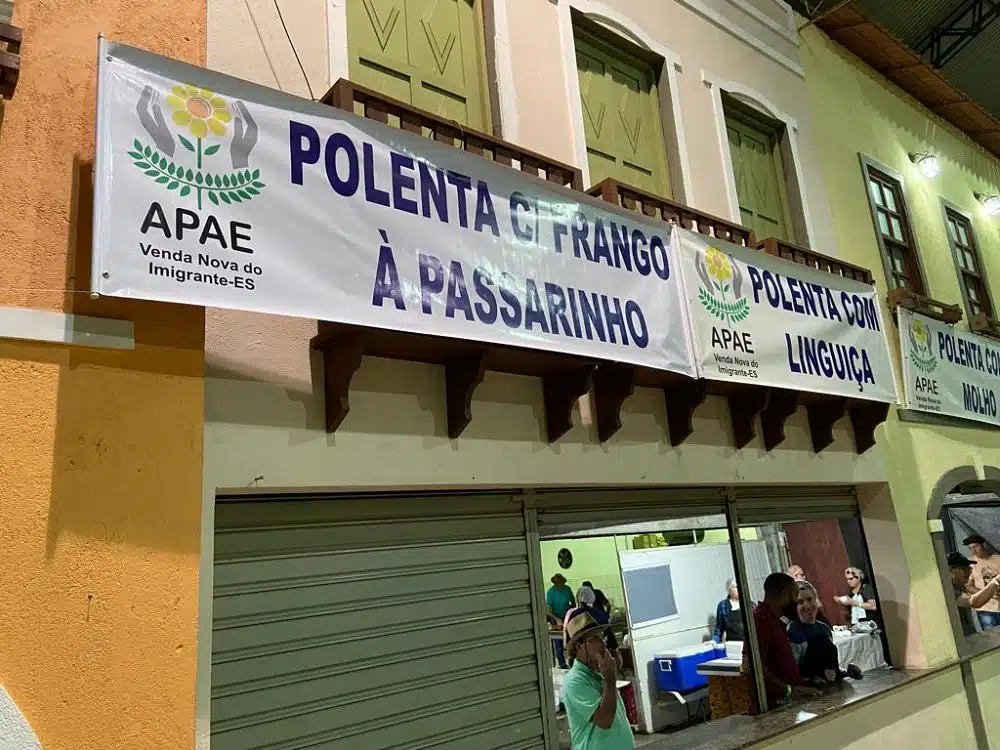 APAE
Venda Nova do
Imigrante-ES
POLENTA C/ FRANGO
À PASSARINHO
APAE
Venda Nova do
Imigrante-ES
POLENTA COM
LINGUIÇA
APAE
POLENTA
MOLHO